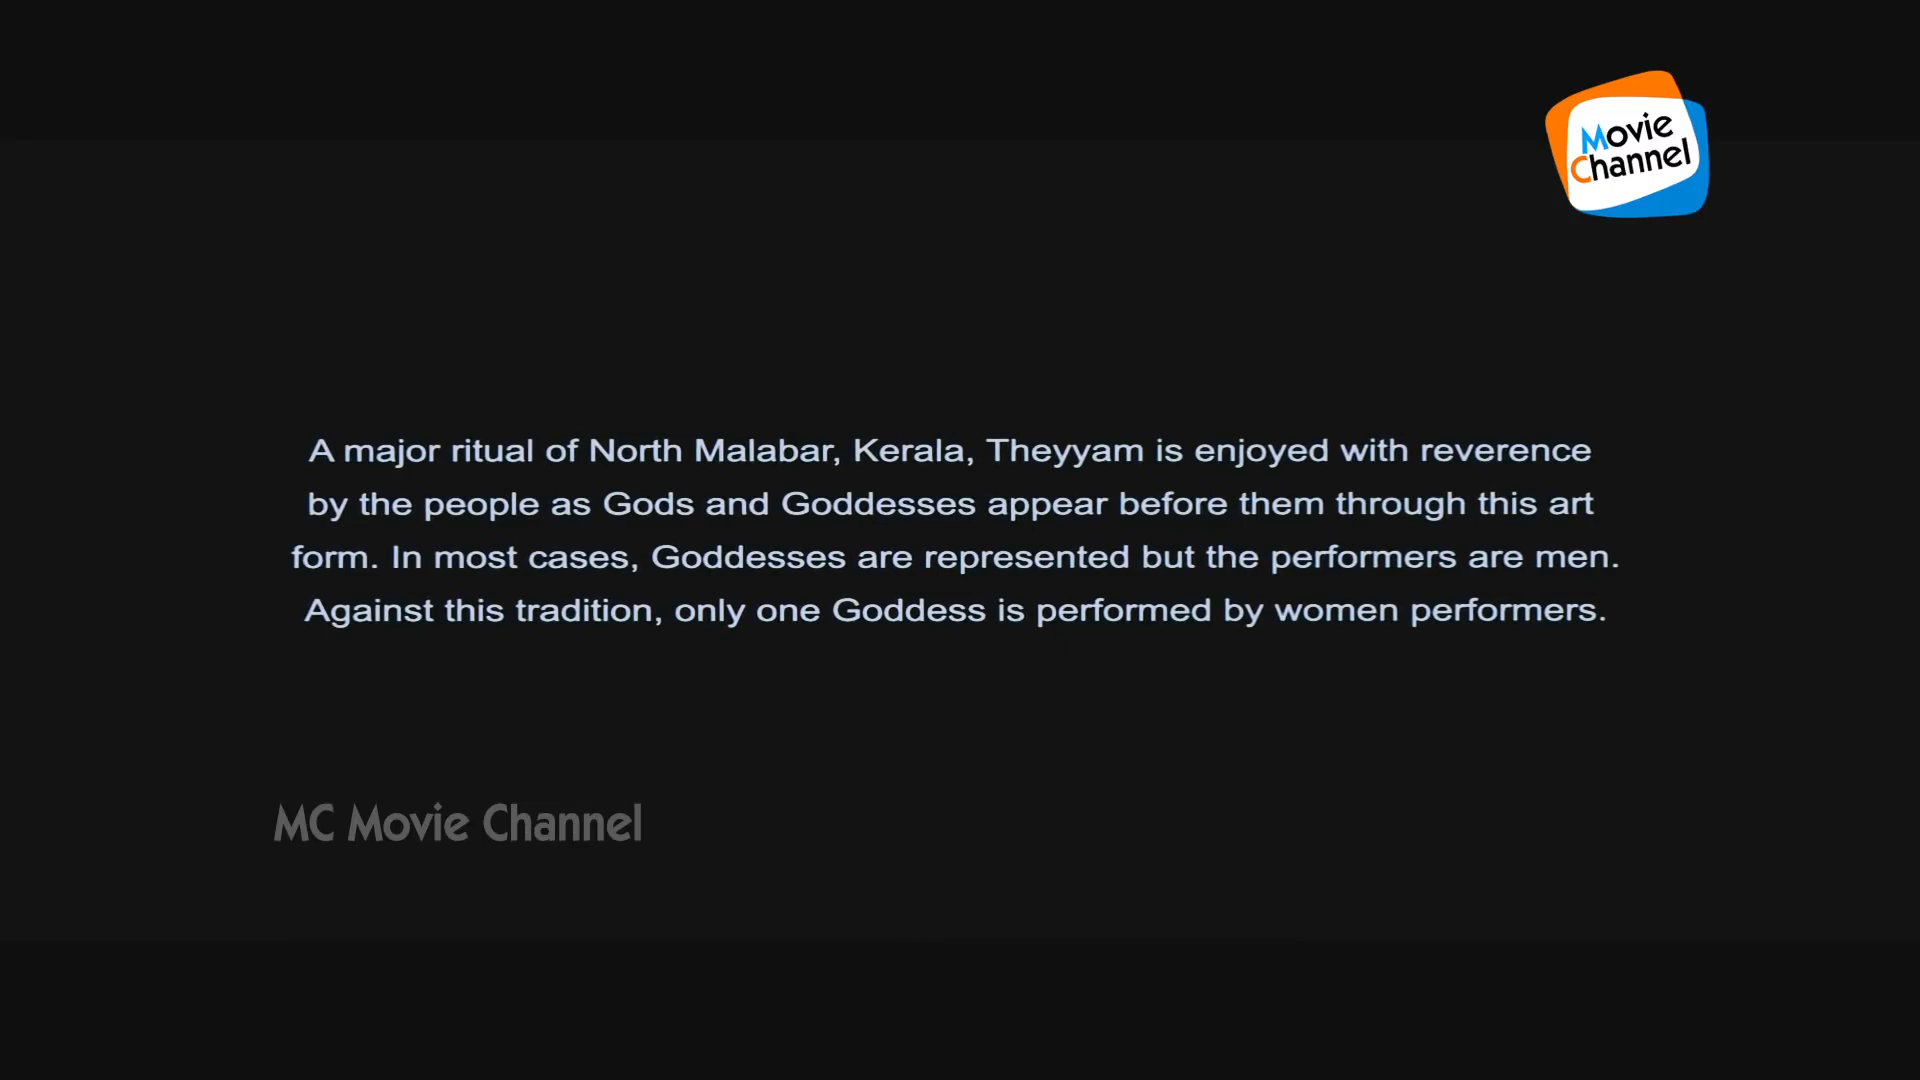 Movie
Channel
A major ritual of North Malabar, Kerala, Theyyam is enjoyed with reverence
by the people as Gods and Goddesses appear before them through this art
form. In most cases, Goddesses are represented but the performers are men.
Against this tradition, only one Goddess is performed by women performers.
MC Movie Channel